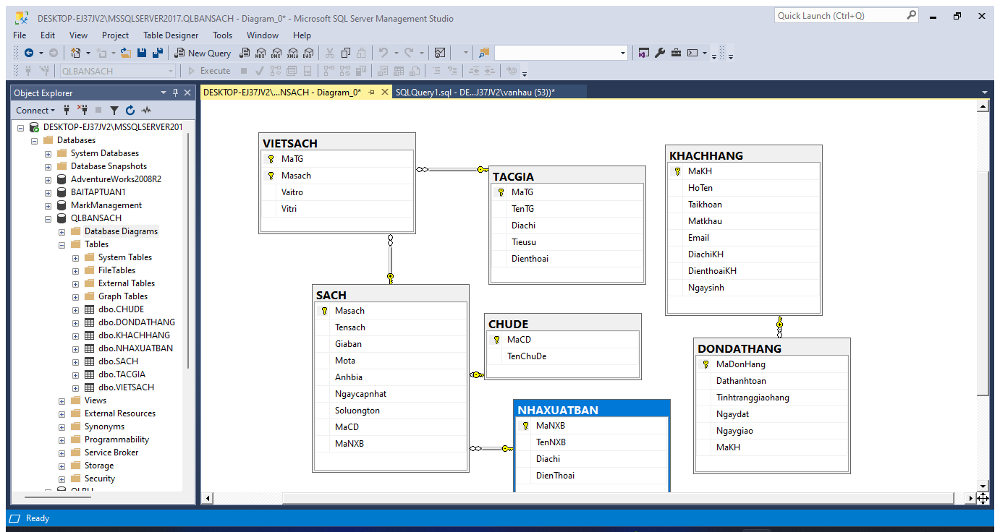 DESKTOP-EJ37JV2\MSSQLSERVER2017.QLBANSACH - Diagram_0* - Microsoft SQL Server Management Studio
Quick Launch (Ctrl+Q)
File Edit View Project Table Designer Tools Window Help
New Query MDX DMX XMLA DAX
QLBANSACH Execute
Object Explorer
DESKTOP-EJ37JV2\...NSACH - Diagram_0*
SQLQuery1.sql - DE...J37JV2\vanhau (53))*
Connect
DESKTOP-EJ37JV2\MSSQLSERVER201
Databases
System Databases
Database Snapshots
AdventureWorks2008R2
BAITAPTUAN1
MarkManagement
QLBANSACH
Database Diagrams
Tables
System Tables
FileTables
External Tables
Graph Tables
dbo.CHUDE
dbo.DONDATHANG
dbo.KHACHHANG
dbo.NHAXUATBAN
dbo.SACH
dbo.TACGIA
dbo.VIETSACH
Views
External Resources
Synonyms
Programmability
Service Broker
Storage
Security
VIETSACH
MaTG
Masach
Vaitro
Vitri
TACGIA
MaTG
TenTG
Diachi
Tieusu
Dienthoai
KHACHHANG
MaKH
HoTen
Taikhoan
Matkhau
Email
DiachiKH
DienthoaiKH
Ngaysinh
SACH
Masach
Tensach
Giaban
Mota
Anhbia
Ngaycapnhat
Soluongton
MaCD
MaNXB
CHUDE
MaCD
TenChuDe
DONDATHANG
MaDonHang
Dathanhtoan
Tinhtranggiaohang
Ngaydat
Ngaygiao
MaKH
NHAXUATBAN
MaNXB
TenNXB
Diachi
DienThoai
Ready